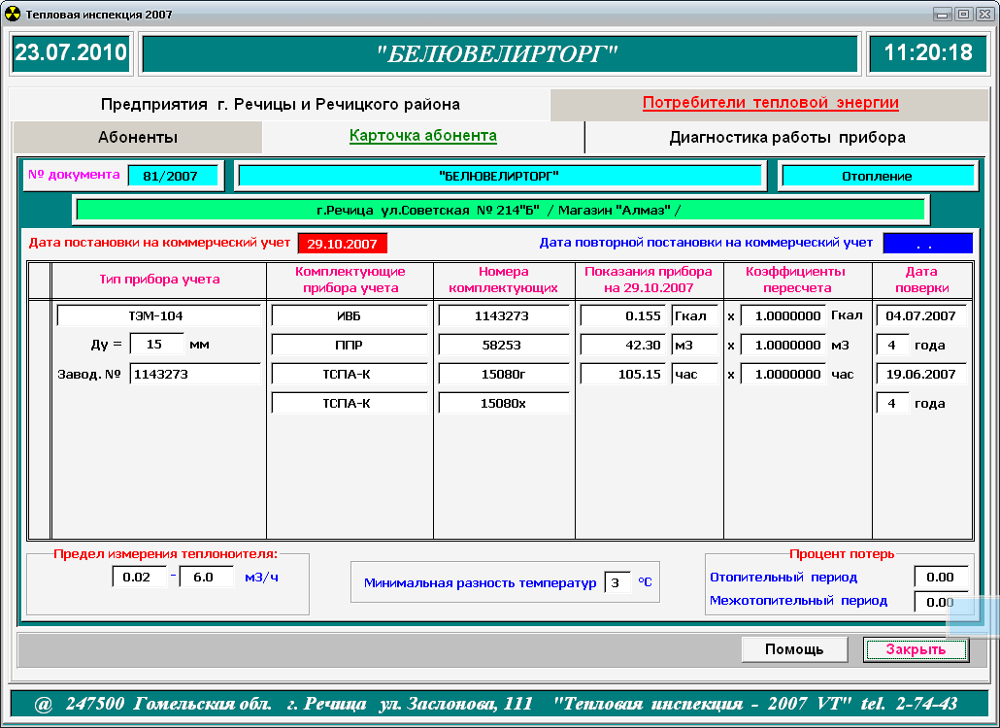 Тепловая инспекция 2007
23.07.2010
"БЕЛЮВЕЛИРТОРГ"
11:20:18
Предприятия г. Речицы и Речицкого района
Потребители тепловой энергии
Абоненты
Карточка абонента
Диагностика работы прибора
№ документа 81/2007
"БЕЛЮВЕЛИРТОРГ"
Отопление
г.Речица ул.Советская № 214"Б" / Магазин "Алмаз" /
Дата постановки на коммерческий учет 29.10.2007
Дата повторной постановки на коммерческий учет . .
Тип прибора учета
Комплектующие
прибора учета
Номера
комплектующих
Показания прибора
на 29.10.2007
Коэффициенты
пересчета
Дата
поверки
ТЭМ-104 ИВБ 1143273 0.155 Гкал x 1.0000000 Гкал 04.07.2007
Ду = 15 мм ППР 58253 42.30 м3 x 1.0000000 м3 4 года
Завод. № 1143273 ТСПА-К 15080г 105.15 час x 1.0000000 час 19.06.2007
ТСПА-К 15080х 4 года
Предел измерения теплоноителя:
0.02 - 6.0 м3/ч
Минимальная разность температур 3 °C
Процент потерь
Отопительный период 0.00
Межотопительный период 0.00
Помощь
Закрыть
@ 247500 Гомельская обл. г. Речица ул. Заслонова, 111 "Тепловая инспекция - 2007 VT" tel. 2-74-43